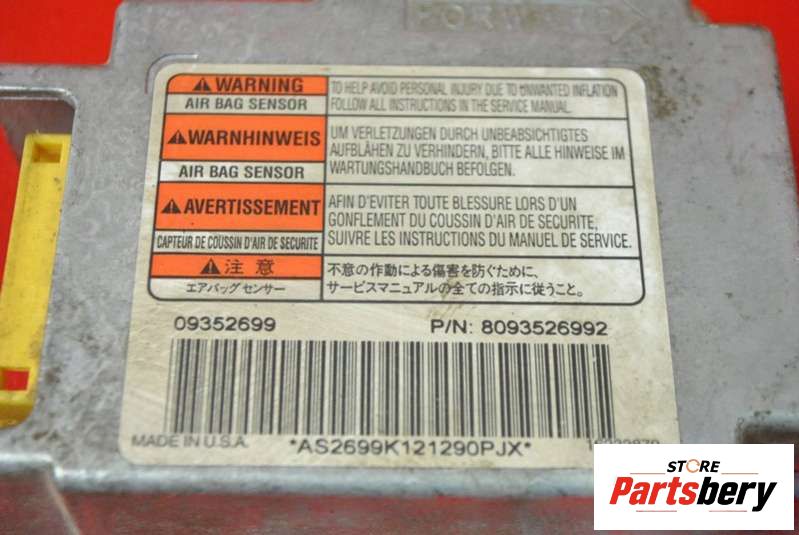 FORWARD
WARNING
AIR BAG SENSOR
TO HELP AVOID PERSONAL INJURY DUE TO UNWANTED INFLATION
FOLLOW ALL INSTRUCTIONS IN THE SERVICE MANUAL.
WARNHINWEIS
AIR BAG SENSOR
UM VERLETZUNGEN DURCH UNBEABSICHTIGTES
AUFBLÄHEN ZU VERHINDERN, BITTE ALLE HINWEISE IM
WARTUNGSHANDBUCH BEFOLGEN.
AVERTISSEMENT
CAPTEUR DE COUSSIN D'AIR DE SECURITE
AFIN D'EVITER TOUTE BLESSURE LORS D'UN
GONFLEMENT DU COUSSIN D'AIR DE SECURITE,
SUIVRE LES INSTRUCTIONS DU MANUEL DE SERVICE.
注意
エアバッグセンサー
不意の作動による傷害を防ぐために、
サービスマニュアルの全ての指示に従うこと。
09352699
P/N: 8093526992
MADE IN U.S.A.
*AS2699K121290PJX*
STORE
Partsbery